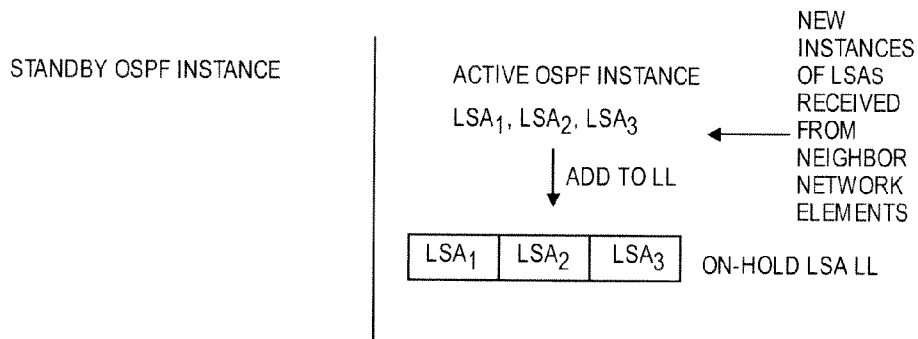 STANDBY OSPF INSTANCE
ACTIVE OSPF INSTANCE
LSA1, LSA2, LSA3
ADD TO LL
LSA1 LSA2 LSA3
ON-HOLD LSA LL
NEW
INSTANCES
OF LSAS
RECEIVED
FROM
NEIGHBOR
NETWORK
ELEMENTS